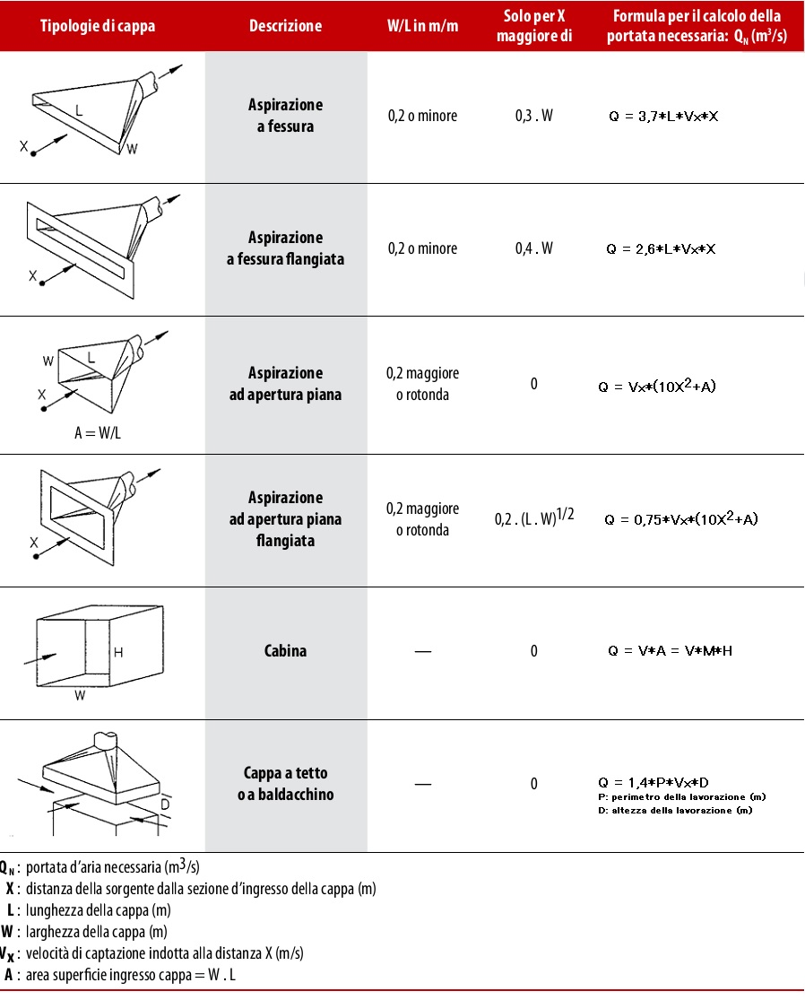 Tipologie di cappa
Descrizione
W/L in m/m
Solo per X
maggiore di
Formula per il calcolo della
portata necessaria: QN (m³/s)
L
X
W
Aspirazione
a fessura
0,2 o minore
0,3 . W
Q = 3,7*L*Vx*X
X
Aspirazione
a fessura flangiata
0,2 o minore
0,4 . W
Q = 2,6*L*Vx*X
W
L
X
A = W/L
Aspirazione
ad apertura piana
0,2 maggiore
o rotonda
0
Q = Vx*(10X²+A)
X
Aspirazione
ad apertura piana
flangiata
0,2 maggiore
o rotonda
0,2 . (L . W)1/2
Q = 0,75*Vx*(10X²+A)
H
W
Cabina
—
0
Q = V*A = V*M*H
D
Cappa a tetto
o a baldacchino
—
0
Q = 1,4*P*Vx*D
P: perimetro della lavorazione (m)
D: altezza della lavorazione (m)
QN : portata d’aria necessaria (m3/s)
X : distanza della sorgente dalla sezione d’ingresso della cappa (m)
L : lunghezza della cappa (m)
W : larghezza della cappa (m)
VX : velocità di captazione indotta alla distanza X (m/s)
A : area superficie ingresso cappa = W . L